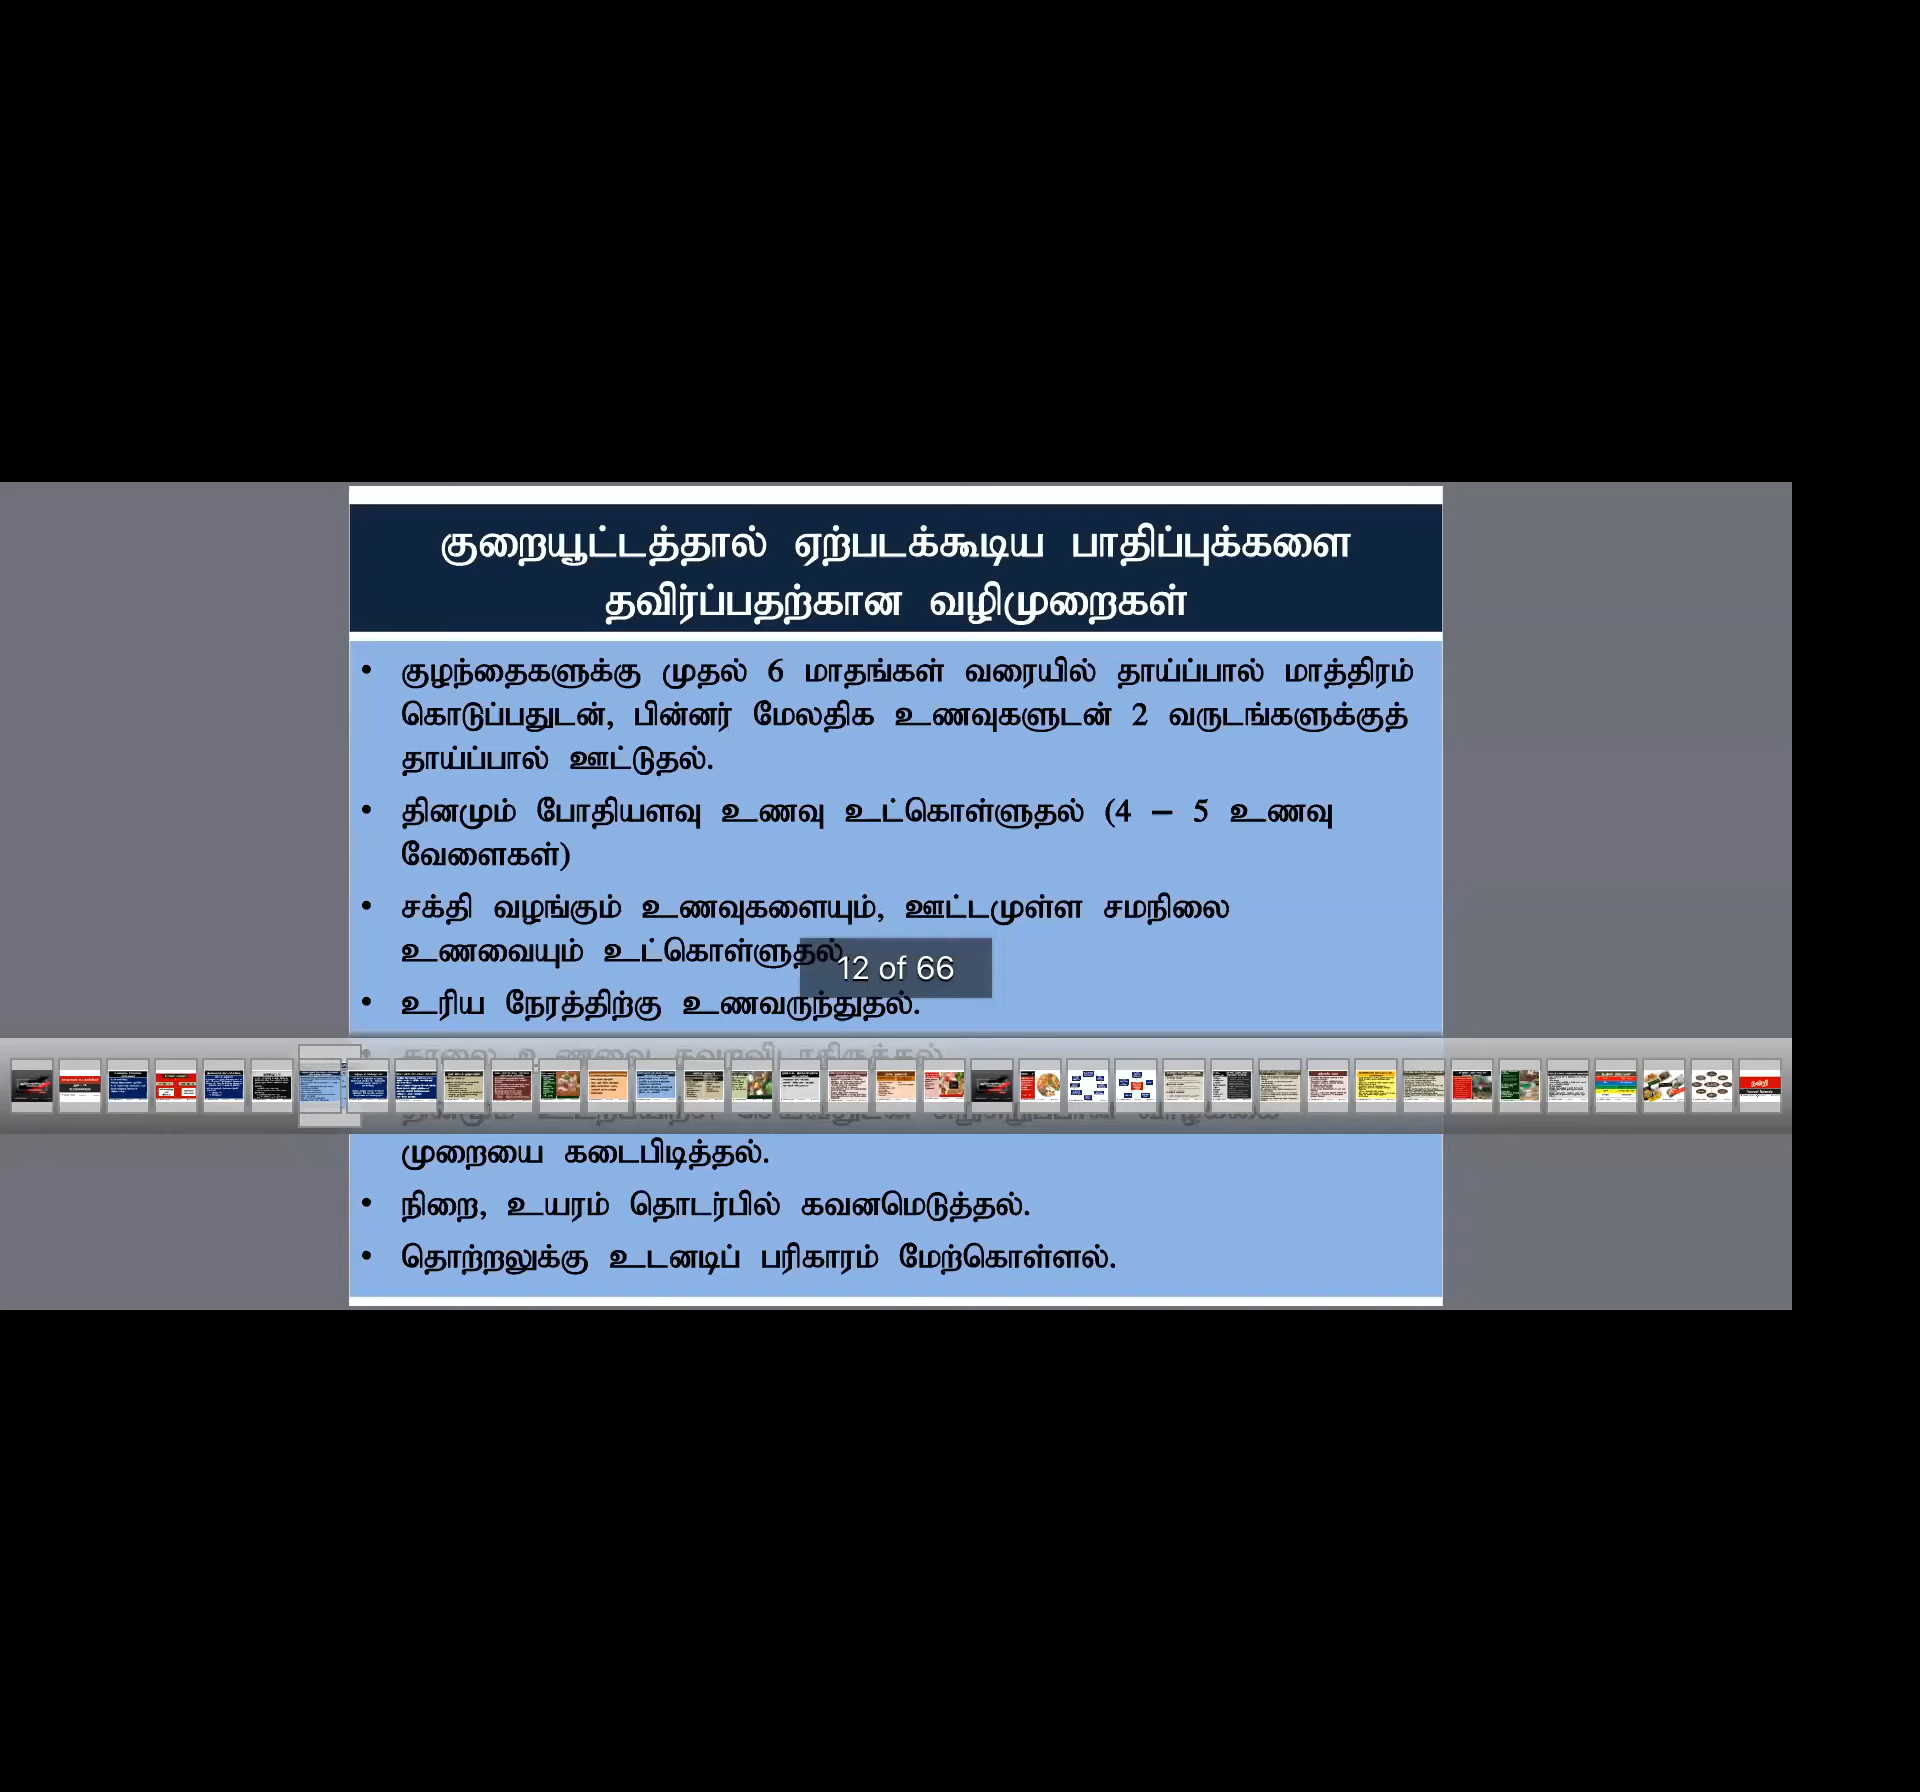 குறையூட்டத்தால் ஏற்படக்கூடிய பாதிப்புக்களை
தவிர்ப்பதற்கான வழிமுறைகள்
• குழந்தைகளுக்கு முதல் 6 மாதங்கள் வரையில் தாய்ப்பால் மாத்திரம்
கொடுப்பதுடன், பின்னர் மேலதிக உணவுகளுடன் 2 வருடங்களுக்குத்
தாய்ப்பால் ஊட்டுதல்.
• தினமும் போதியளவு உணவு உட்கொள்ளுதல் (4 – 5 உணவு
வேளைகள்)
• சக்தி வழங்கும் உணவுகளையும், ஊட்டமுள்ள சமநிலை
உணவையும் உட்கொள்ளுதல்
12 of 66
• உரிய நேரத்திற்கு உணவருந்துதல்.
முறையை கடைபிடித்தல்.
• நிறை, உயரம் தொடர்பில் கவனமெடுத்தல்.
• தொற்றலுக்கு உடனடிப் பரிகாரம் மேற்கொள்ளல்.